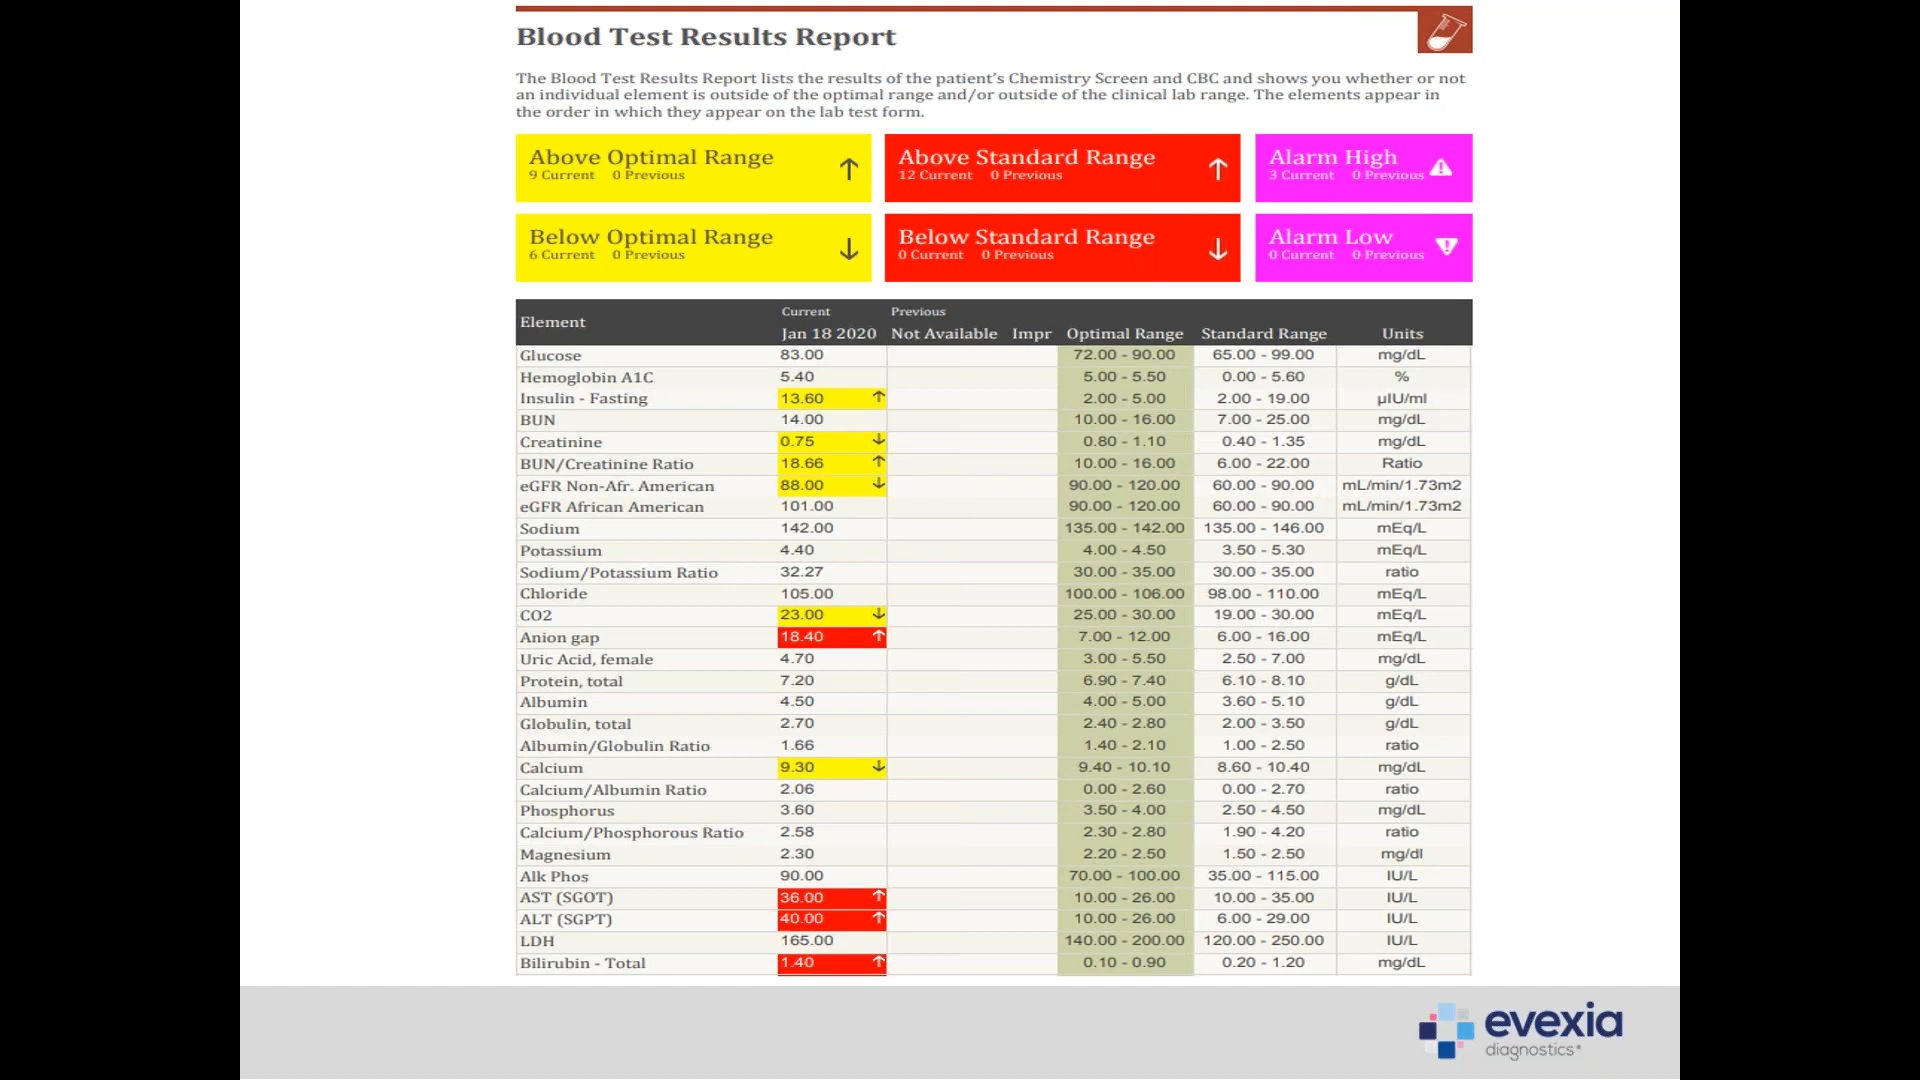 Blood Test Results Report
The Blood Test Results Report lists the results of the patient's Chemistry Screen and CBC and shows you whether or not
an individual element is outside of the optimal range and/or outside of the clinical lab range. The elements appear in
the order in which they appear on the lab test form.
Above Optimal Range ↑
9 Current 0 Previous
Above Standard Range ↑
12 Current 0 Previous
Alarm High
3 Current 0 Previous
Below Optimal Range ↓
6 Current 0 Previous
Below Standard Range ↓
0 Current 0 Previous
Alarm Low
0 Current 0 Previous
Current Previous
Element Jan 18 2020 Not Available Impr Optimal Range Standard Range Units
Glucose 83.00 72.00 - 90.00 65.00 - 99.00 mg/dL
Hemoglobin A1C 5.40 5.00 - 5.50 0.00 - 5.60 %
Insulin - Fasting 13.60 ↑ 2.00 - 5.00 2.00 - 19.00 µIU/ml
BUN 14.00 10.00 - 16.00 7.00 - 25.00 mg/dL
Creatinine 0.75 ↓ 0.80 - 1.10 0.40 - 1.35 mg/dL
BUN/Creatinine Ratio 18.66 ↑ 10.00 - 16.00 6.00 - 22.00 Ratio
eGFR Non-Afr. American 88.00 ↓ 90.00 - 120.00 60.00 - 90.00 mL/min/1.73m2
eGFR African American 101.00 90.00 - 120.00 60.00 - 90.00 mL/min/1.73m2
Sodium 142.00 135.00 - 142.00 135.00 - 146.00 mEq/L
Potassium 4.40 4.00 - 4.50 3.50 - 5.30 mEq/L
Sodium/Potassium Ratio 32.27 30.00 - 35.00 30.00 - 35.00 ratio
Chloride 105.00 100.00 - 106.00 98.00 - 110.00 mEq/L
CO2 23.00 ↓ 25.00 - 30.00 19.00 - 30.00 mEq/L
Anion gap 18.40 ↑ 7.00 - 12.00 6.00 - 16.00 mEq/L
Uric Acid, female 4.70 3.00 - 5.50 2.50 - 7.00 mg/dL
Protein, total 7.20 6.90 - 7.40 6.10 - 8.10 g/dL
Albumin 4.50 4.00 - 5.00 3.60 - 5.10 g/dL
Globulin, total 2.70 2.40 - 2.80 2.00 - 3.50 g/dL
Albumin/Globulin Ratio 1.66 1.40 - 2.10 1.00 - 2.50 ratio
Calcium 9.30 ↓ 9.40 - 10.10 8.60 - 10.40 mg/dL
Calcium/Albumin Ratio 2.06 0.00 - 2.60 0.00 - 2.70 ratio
Phosphorus 3.60 3.50 - 4.00 2.50 - 4.50 mg/dL
Calcium/Phosphorous Ratio 2.58 2.30 - 2.80 1.90 - 4.20 ratio
Magnesium 2.30 2.20 - 2.50 1.50 - 2.50 mg/dl
Alk Phos 90.00 70.00 - 100.00 35.00 - 115.00 IU/L
AST (SGOT) 36.00 ↑ 10.00 - 26.00 10.00 - 35.00 IU/L
ALT (SGPT) 40.00 ↑ 10.00 - 26.00 6.00 - 29.00 IU/L
LDH 165.00 140.00 - 200.00 120.00 - 250.00 IU/L
Bilirubin - Total 1.40 ↑ 0.10 - 0.90 0.20 - 1.20 mg/dL
evexia
diagnostics